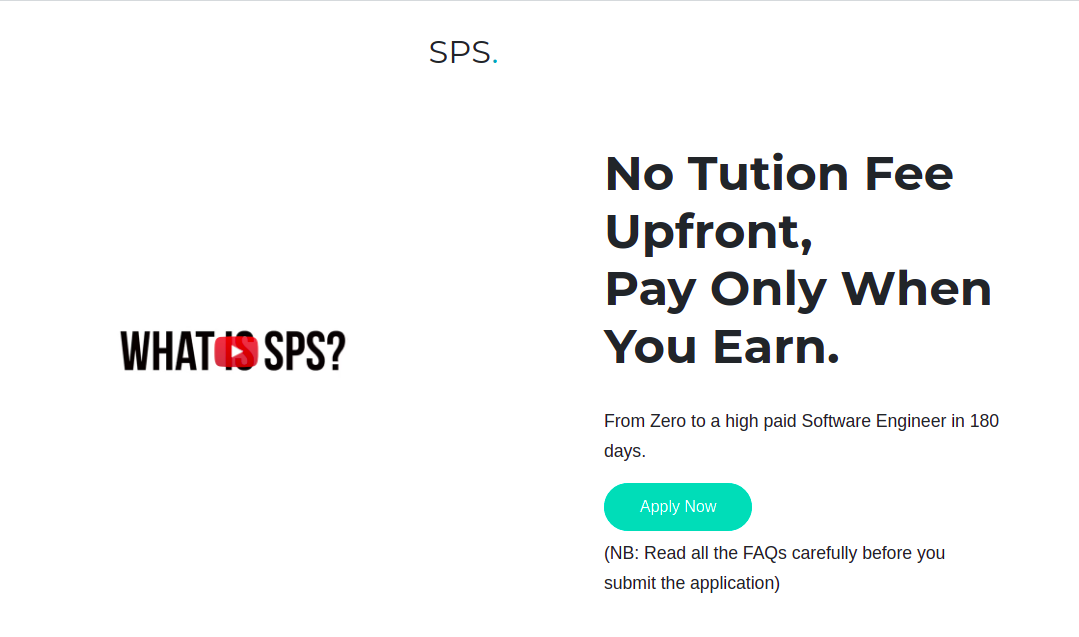 SPS.
No Tution Fee
Upfront,
Pay Only When
You Earn.
WHAT IS SPS?
From Zero to a high paid Software Engineer in 180
days.
Apply Now
(NB: Read all the FAQs carefully before you
submit the application)